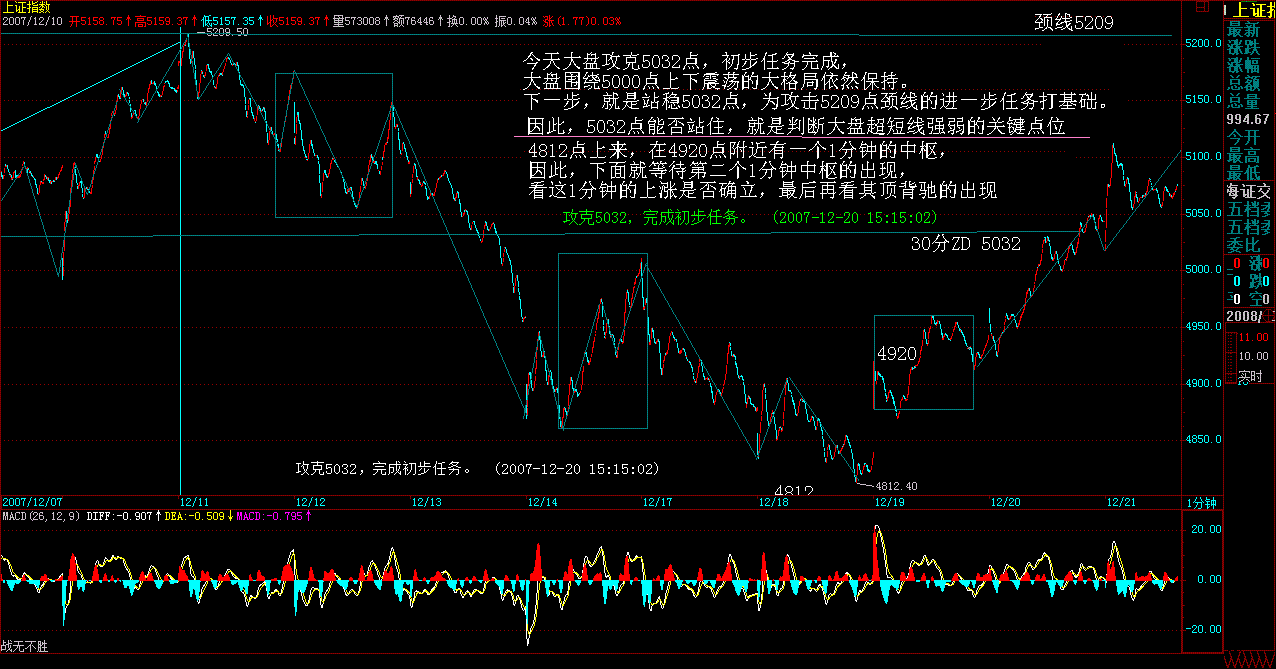 上证指数
2007/12/10 开5158.75↑高5159.37↑低5157.35↑收5159.37↑量573008↑额76446↑换0.00% 振0.04% 涨(1.77)0.03%
上证指
5209.50
颈线5209
今天大盘攻克5032点，初步任务完成，
大盘围绕5000点上下震荡的大格局依然保持。
下一步，就是站稳5032点，为攻击5209点颈线的进一步任务打基础。
因此，5032点能否站住，就是判断大盘超短线强弱的关键点位
4812点上来，在4920点附近有一个1分钟的中枢，
因此，下面就等待第二个1分钟中枢的出现，
看这1分钟的上涨是否确立，最后再看其顶背驰的出现
攻克5032，完成初步任务。 (2007-12-20 15:15:02)
30分ZD 5032
4920
攻克5032，完成初步任务。 (2007-12-20 15:15:02)
4812
4812.40
5200.0
5150.0
5100.0
5050.0
5000.0
4950.0
4900.0
4850.0
最新
涨跌
涨幅
总额
总量
994.67
今开
最高
最低
每证交
五档
五档
委比
0 涨0
0 跌0
0 空0
2008/
11.00
10.00
实时
2007/12/07 12/11 12/12 12/13 12/14 12/17 12/18 12/19 12/20 12/21 1分钟
MACD(26,12,9) DIFF:-0.907↑DEA:-0.509↓MACD:-0.795↑
20.00
0.00
-20.00
战无不胜